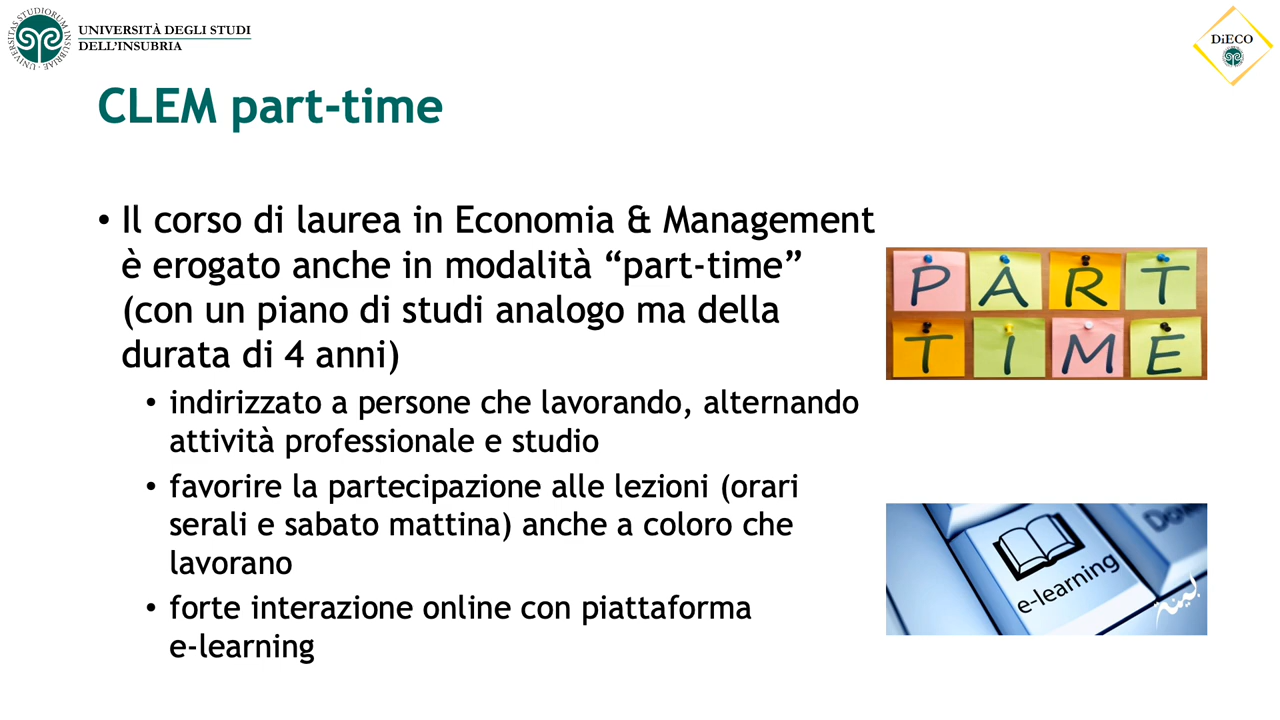 UNIVERSITAS STUDIORUM INSUBRIAE
UNIVERSITÀ DEGLI STUDI
DELL'INSUBRIA
DiECO
CLEM part-time
• Il corso di laurea in Economia & Management
è erogato anche in modalità “part-time”
(con un piano di studi analogo ma della
durata di 4 anni)
• indirizzato a persone che lavorando, alternando
attività professionale e studio
• favorire la partecipazione alle lezioni (orari
serali e sabato mattina) anche a coloro che
lavorano
• forte interazione online con piattaforma
e-learning
PART
TIME
e-learning